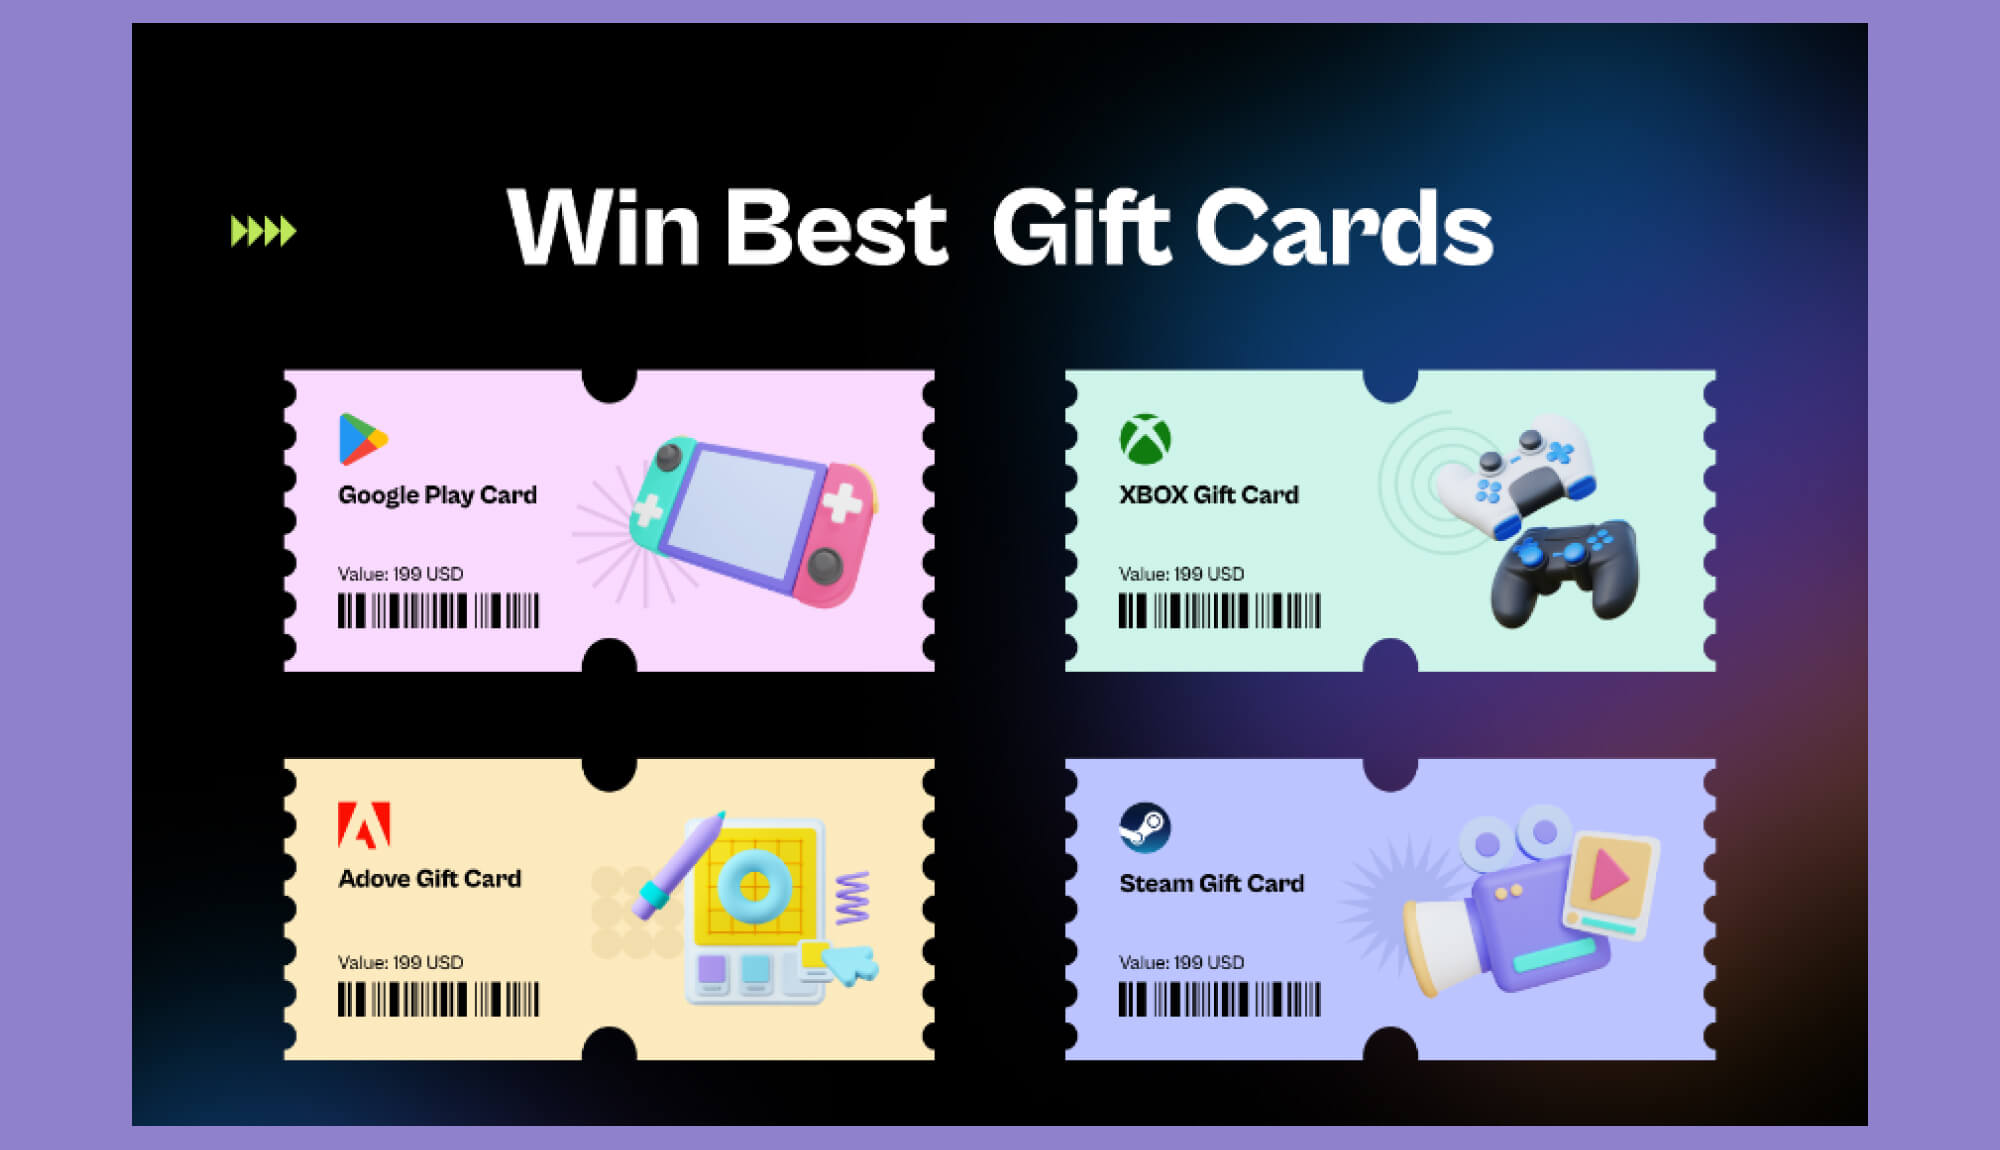 Win Best Gift Cards
Google Play Card
Value: 199 USD
XBOX Gift Card
Value: 199 USD
Adove Gift Card
Value: 199 USD
Steam Gift Card
Value: 199 USD